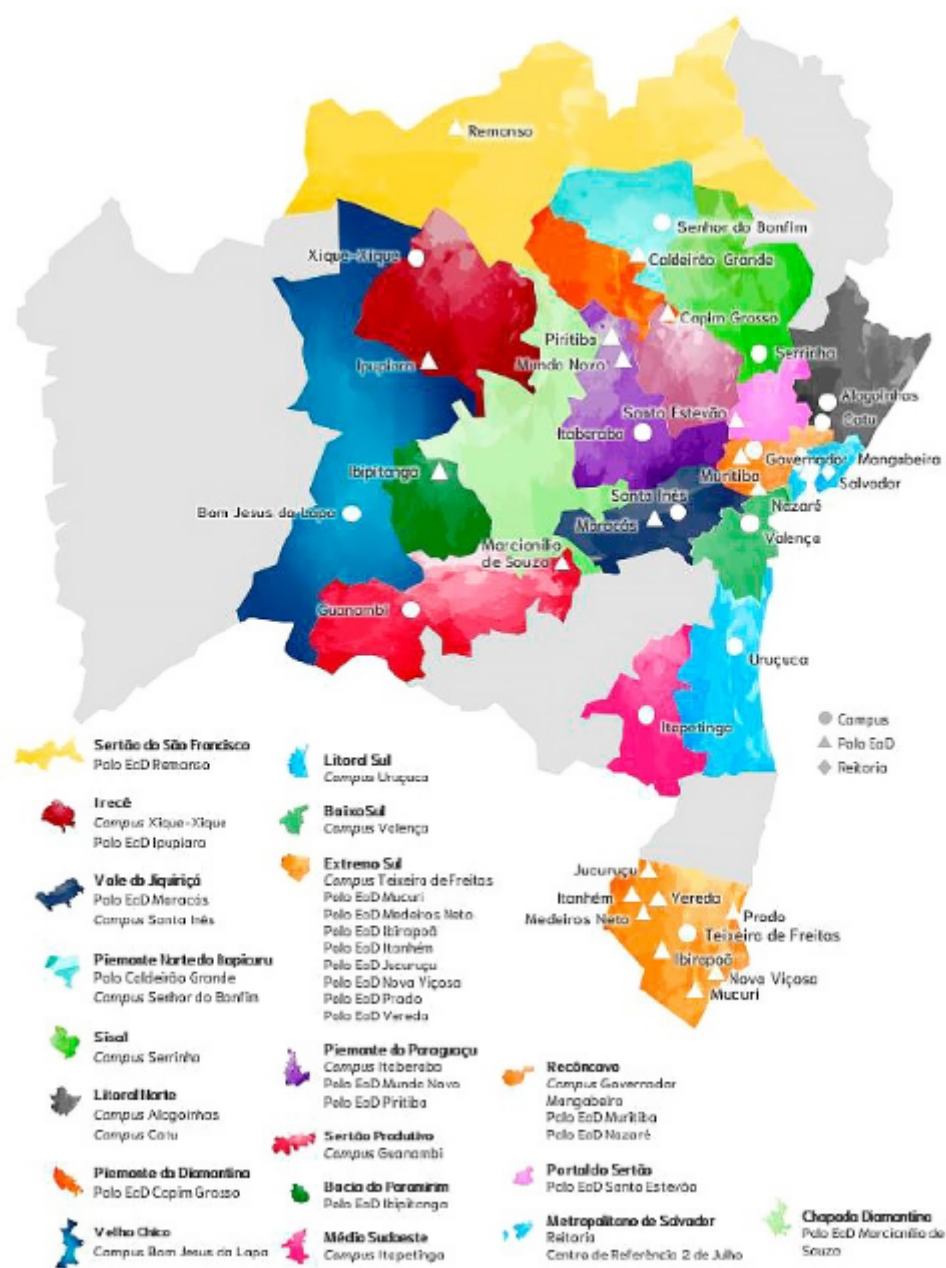 Remanso
Senhor do Bonfim
Xique-Xique
Caldeirão Grande
Capim Grosso
Piritiba
Serrinha
Ipupiara
Mundo Novo
Alagoinhas
Santo Estevão
Catu
Itaberaba
Governador Mangabeira
Ibipitanga
Muritiba
Salvador
Santa Inês
Nazaré
Bom Jesus da Lapa
Maracás
Valença
Marcionílio
de Souza
Guanambi
Uruçuca
Itapetinga
Campus
Polo EaD
Reitoria
Jucuruçu
Itanhém
Vereda
Medeiros Neto
Prado
Teixeira de Freitas
Ibirapoã
Nova Viçosa
Mucuri
Sertão do São Francisco
Polo EaD Remanso
Irecê
Campus Xique-Xique
Polo EaD Ipupiara
Vale do Jiquiriçá
Polo EaD Maracás
Campus Santa Inês
Piemonte Norte do Itapicuru
Polo Caldeirão Grande
Campus Senhor do Bonfim
Sisal
Campus Serrinha
Litoral Norte
Campus Alagoinhas
Campus Catu
Piemonte da Diamantina
Polo EaD Capim Grosso
Velho Chico
Campus Bom Jesus da Lapa
Litoral Sul
Campus Uruçuca
Baixo Sul
Campus Valença
Extremo Sul
Campus Teixeira de Freitas
Polo EaD Mucuri
Polo EaD Medeiros Neto
Polo EaD Ibirapoã
Polo EaD Itanhém
Polo EaD Jucuruçu
Polo EaD Nova Viçosa
Polo EaD Prado
Polo EaD Vereda
Piemonte do Paraguaçu
Campus Itaberaba
Polo EaD Mundo Novo
Polo EaD Piritiba
Sertão Produtivo
Campus Guanambi
Bacia do Paramirim
Polo EaD Ibipitanga
Médio Sudoeste
Campus Itapetinga
Recôncavo
Campus Governador
Mangabeira
Polo EaD Muritiba
Polo EaD Nazaré
Portal do Sertão
Polo EaD Santo Estevão
Metropolitano de Salvador
Reitoria
Centro de Referência 2 de Julho
Chapada Diamantina
Polo EaD Marcionílio de
Souza